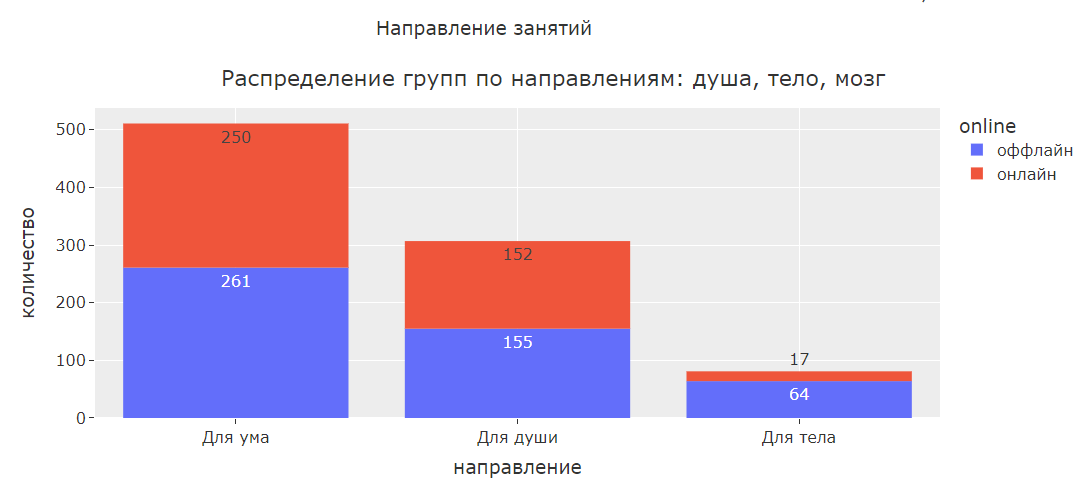 Направление занятий
Распределение групп по направлениям: душа, тело, мозг
online
оффлайн
онлайн
количество
500
400
300
200
100
0
250
261
152
155
17
64
Для ума
Для души
Для тела
направление